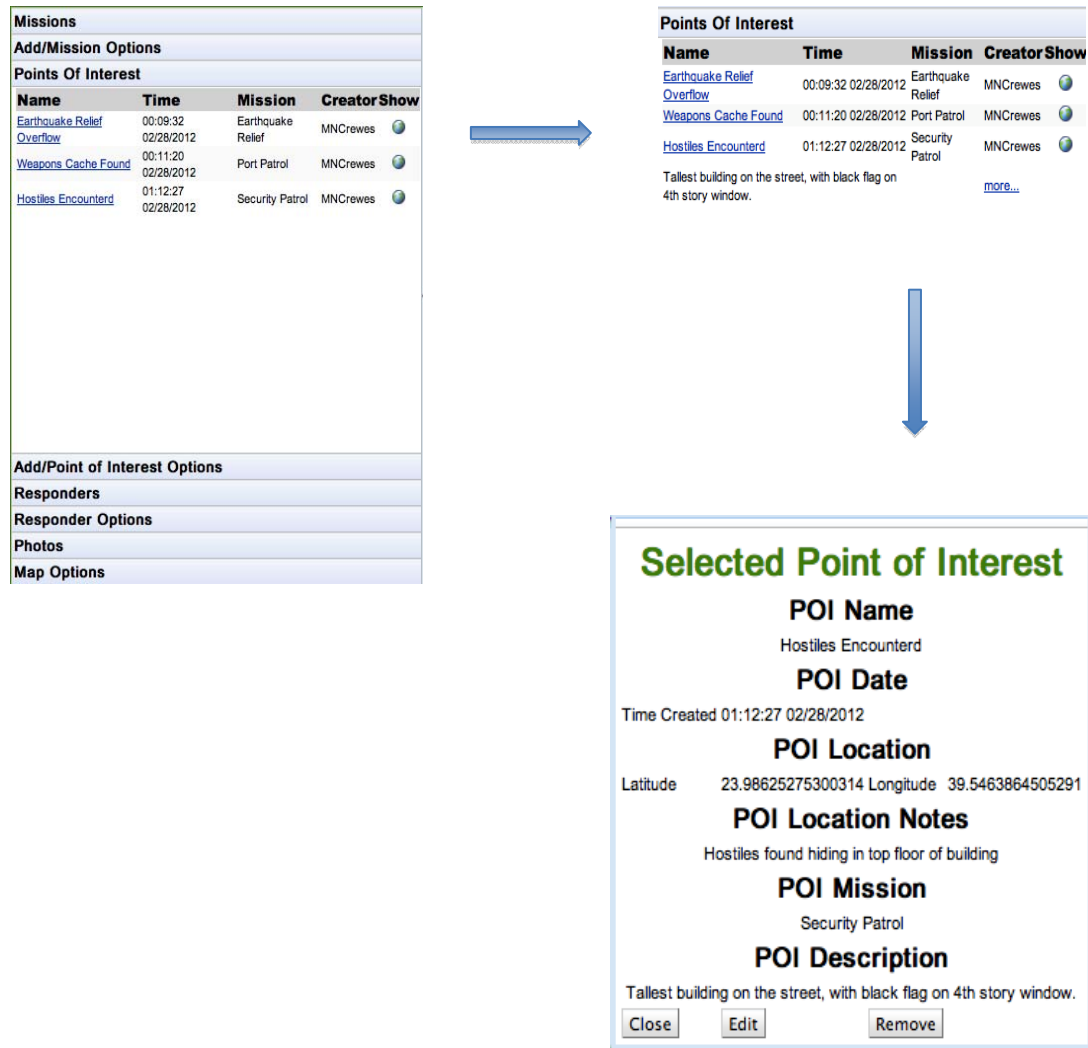 Missions
Add/Mission Options
Points Of Interest
Name Time Mission Creator Show
Earthquake Relief Overflow 00:09:32 02/28/2012 Earthquake Relief MNCrewes
Weapons Cache Found 00:11:20 02/28/2012 Port Patrol MNCrewes
Hostiles Encounterd 01:12:27 02/28/2012 Security Patrol MNCrewes
Add/Point of Interest Options
Responders
Responder Options
Photos
Map Options
Points Of Interest
Name Time Mission Creator Show
Earthquake Relief Overflow 00:09:32 02/28/2012 Earthquake Relief MNCrewes
Weapons Cache Found 00:11:20 02/28/2012 Port Patrol MNCrewes
Hostiles Encounterd 01:12:27 02/28/2012 Security Patrol MNCrewes
Tallest building on the street, with black flag on
4th story window. more...
Selected Point of Interest
POI Name
Hostiles Encounterd
POI Date
Time Created 01:12:27 02/28/2012
POI Location
Latitude 23.98625275300314 Longitude 39.5463864505291
POI Location Notes
Hostiles found hiding in top floor of building
POI Mission
Security Patrol
POI Description
Tallest building on the street, with black flag on 4th story window.
Close Edit Remove